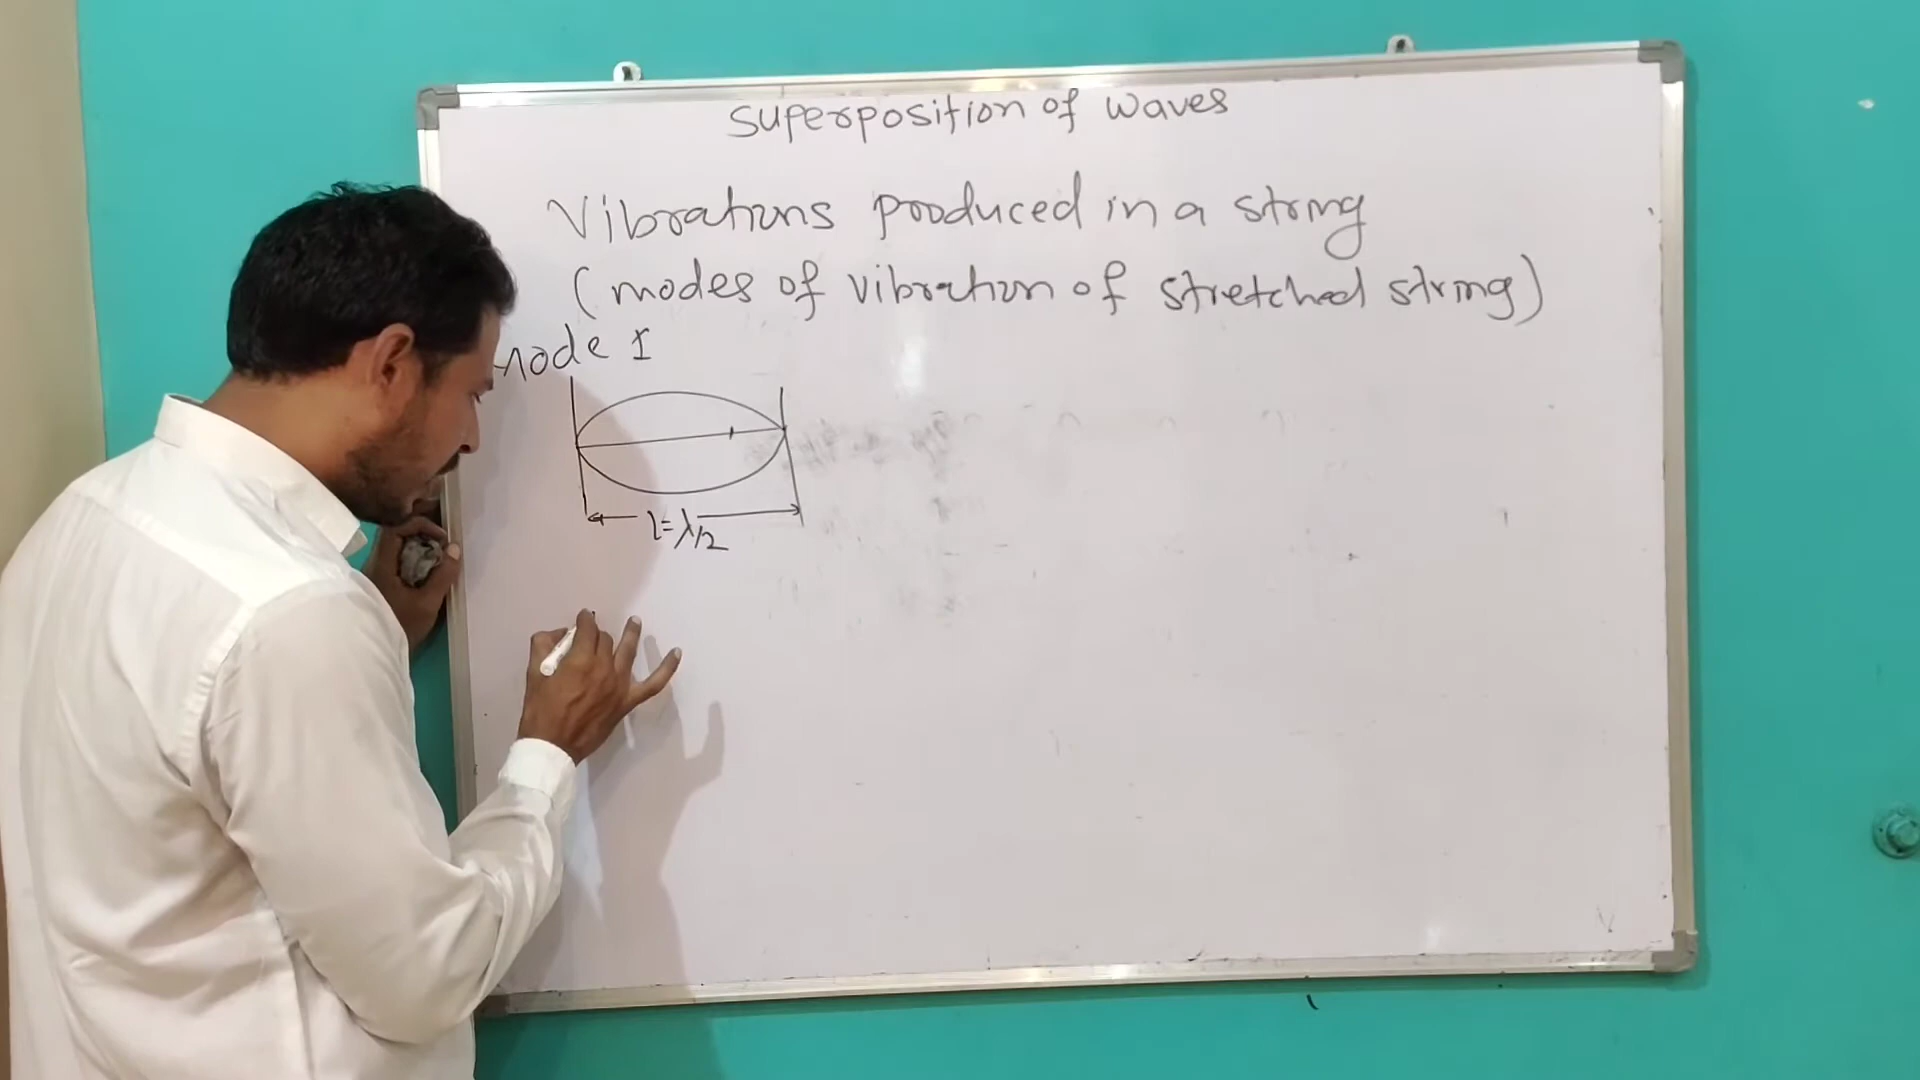 Superposition of waves
Vibrations produced in a string
(modes of vibration of stretched string)
mode I
l=λ/2